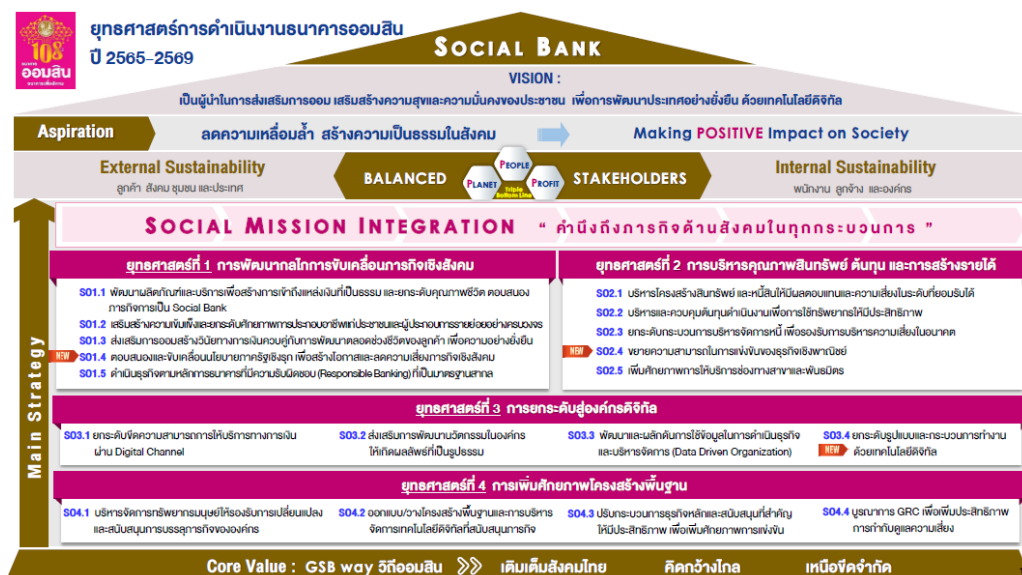 108
ธนาคาร
ออมสิน
ยุทธศาสตร์การดำเนินงานธนาคารออมสิน
ปี 2565-2569
SOCIAL BANK
VISION :
เป็นผู้นำในการส่งเสริมการออม เสริมสร้างความสุขและความมั่นคงของประชาชน เพื่อการพัฒนาประเทศอย่างยั่งยืน ด้วยเทคโนโลยีดิจิทัล
Aspiration
ลดความเหลื่อมล้ำ สร้างความเป็นธรรมในสังคม
Making POSITIVE Impact on Society
External Sustainability
ลูกค้า สังคม ชุมชน และประเทศ
BALANCED
PEOPLE
PLANET
PROFIT
Triple
Bottom Line
STAKEHOLDERS
Internal Sustainability
พนักงาน ลูกจ้าง และองค์กร
Main Strategy
SOCIAL MISSION INTEGRATION " คำนึงถึงภารกิจด้านสังคมในทุกกระบวนการ "
ยุทธศาสตร์ที่ 1 การพัฒนากลไกการขับเคลื่อนภารกิจเชิงสังคม
SO1.1 พัฒนาผลิตภัณฑ์และบริการเพื่อสร้างการเข้าถึงแหล่งเงินที่เป็นธรรม และยกระดับคุณภาพชีวิต ตอบสนอง
ภารกิจการเป็น Social Bank
SO1.2 เสริมสร้างความเข้มแข็งและยกระดับศักยภาพการประกอบอาชีพแก่ประชาชนและผู้ประกอบการรายย่อยอย่างครบวงจร
SO1.3 ส่งเสริมการออมสร้างวินัยทางการเงินควบคู่กับการพัฒนาตลอดช่วงชีวิตของลูกค้า เพื่อความอย่างยั่งยืน
NEW SO1.4 ตอบสนองและขับเคลื่อนนโยบายภาครัฐเชิงรุก เพื่อสร้างโอกาสและลดความเสี่ยงภารกิจเชิงสังคม
SO1.5 ดำเนินธุรกิจตามหลักการธนาคารที่มีความรับผิดชอบ (Responsible Banking) ที่เป็นมาตรฐานสากล
ยุทธศาสตร์ที่ 2 การบริหารคุณภาพสินทรัพย์ ต้นทุน และการสร้างรายได้
SO2.1 บริหารโครงสร้างสินทรัพย์ และหนี้สินให้มีผลตอบแทนและความเสี่ยงในระดับที่ยอมรับได้
SO2.2 บริหารและควบคุมต้นทุนดำเนินงานเพื่อการใช้ทรัพยากรให้มีประสิทธิภาพ
SO2.3 ยกระดับกระบวนการบริหารจัดการหนี้ เพื่อรองรับการบริหารความเสี่ยงในอนาคต
NEW SO2.4 ขยายความสามารถในการแข่งขันของธุรกิจเชิงพาณิชย์
SO2.5 เพิ่มศักยภาพการให้บริการช่องทางสาขาและพันธมิตร
ยุทธศาสตร์ที่ 3 การยกระดับสู่องค์กรดิจิทัล
SO3.1 ยกระดับขีดความสามารถการให้บริการทางการเงิน
ผ่าน Digital Channel
SO3.2 ส่งเสริมการพัฒนานวัตกรรมในองค์กร
ให้เกิดผลลัพธ์ที่เป็นรูปธรรม
SO3.3 พัฒนาและผลักดันการใช้ข้อมูลในการดำเนินธุรกิจ
และบริหารจัดการ (Data Driven Organization)
SO3.4 ยกระดับรูปแบบและกระบวนการทำงาน
NEW ด้วยเทคโนโลยีดิจิทัล
ยุทธศาสตร์ที่ 4 การเพิ่มศักยภาพโครงสร้างพื้นฐาน
SO4.1 บริหารจัดการทรัพยากรมนุษย์ให้รองรับการเปลี่ยนแปลง
และสนับสนุนการบรรลุภารกิจขององค์กร
SO4.2 ออกแบบ/วางโครงสร้างพื้นฐานและการบริหาร
จัดการเทคโนโลยีดิจิทัลที่สนับสนุนภารกิจ
SO4.3 ปรับกระบวนการธุรกิจหลักและสนับสนุนที่สำคัญ
ให้มีประสิทธิภาพ เพื่อเพิ่มศักยภาพการแข่งขัน
SO4.4 บูรณาการ GRC เพื่อเพิ่มประสิทธิภาพ
การกำกับดูแลความเสี่ยง
Core Value : GSB way วิถีออมสิน เติมเต็มสังคมไทย คิดกว้างไกล เหนือขีดจำกัด